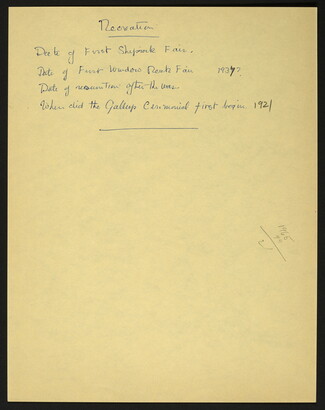 Recreation
Date of First Shiprock Fair.
Date of First Window Rock Fair 1937?
Date of resumption after the war
When did the Gallup Ceremonial first begin 1921
1965